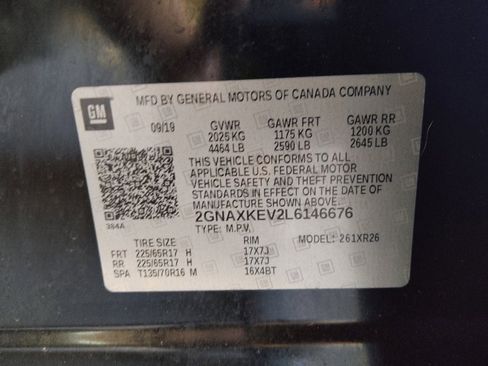 MFD BY GENERAL MOTORS OF CANADA COMPANY
GM
09/19 GVWR GAWR FRT GAWR RR
2025 KG 1175 KG 1200 KG
4464 LB 2590 LB 2645 LB
THIS VEHICLE CONFORMS TO ALL
APPLICABLE U.S. FEDERAL MOTOR
VEHICLE SAFETY AND THEFT PREVENTION
STANDARDS IN EFFECT ON THE DATE OF
MANUFACTURE SHOWN ABOVE.
2GNAXKEV2L6146676
384A TYPE: M.P.V. MODEL: 261XR26
TIRE SIZE RIM
FRT 225/65R17 H 17X7J
RR 225/65R17 H 17X7J
SPA T135/70R16 M 16X4BT